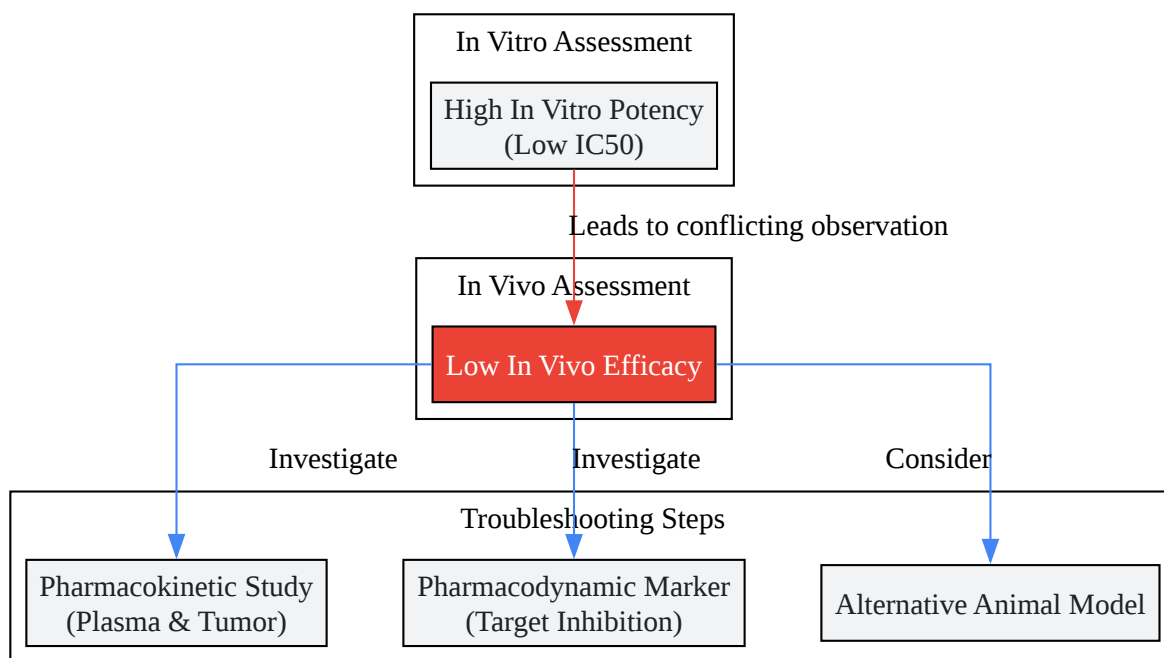 In Vitro Assessment
High In Vitro Potency
(Low IC50)
Leads to conflicting observation
In Vivo Assessment
Low In Vivo Efficacy
Investigate
Investigate
Consider
Troubleshooting Steps
Pharmacokinetic Study
(Plasma & Tumor)
Pharmacodynamic Marker
(Target Inhibition)
Alternative Animal Model